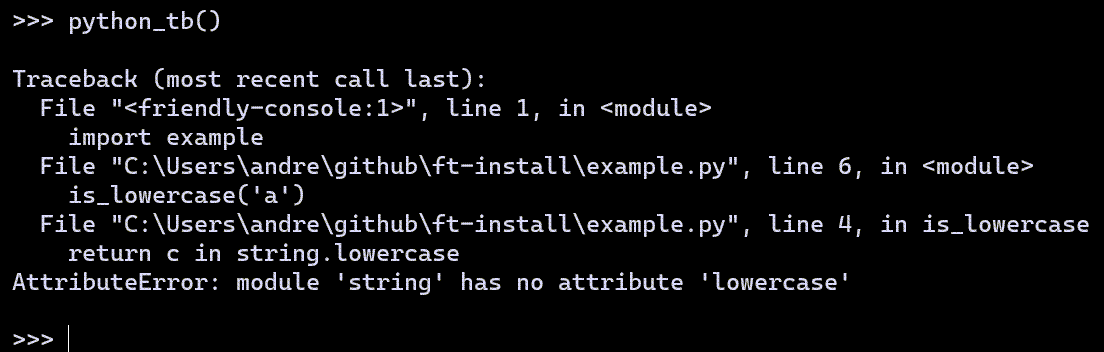 >>> python_tb()
Traceback (most recent call last):
  File "<friendly-console:1>", line 1, in <module>
    import example
  File "C:\Users\andre\github\ft-install\example.py", line 6, in <module>
    is_lowercase('a')
  File "C:\Users\andre\github\ft-install\example.py", line 4, in is_lowercase
    return c in string.lowercase
AttributeError: module 'string' has no attribute 'lowercase'
>>>